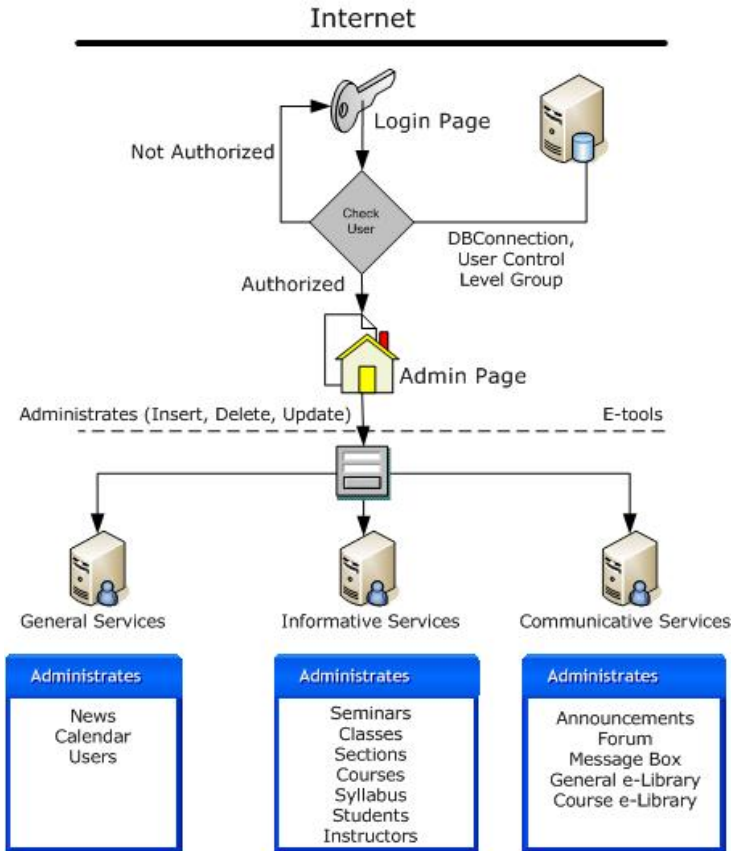 Internet
Login Page
Not Authorized
Check
User
DBConnection,
User Control
Level Group
Authorized
Admin Page
Administrates (Insert, Delete, Update)
E-tools
General Services
Informative Services
Communicative Services
Administrates
News
Calendar
Users
Administrates
Seminars
Classes
Sections
Courses
Syllabus
Students
Instructors
Administrates
Announcements
Forum
Message Box
General e-Library
Course e-Library